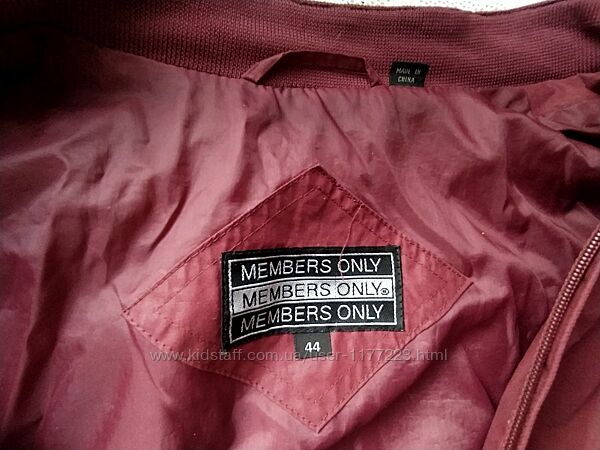 MADE IN
CHINA
MEMBERS ONLY
MEMBERS ONLY®
MEMBERS ONLY
44
www.kidstaff.com.ua/user-1177223.html